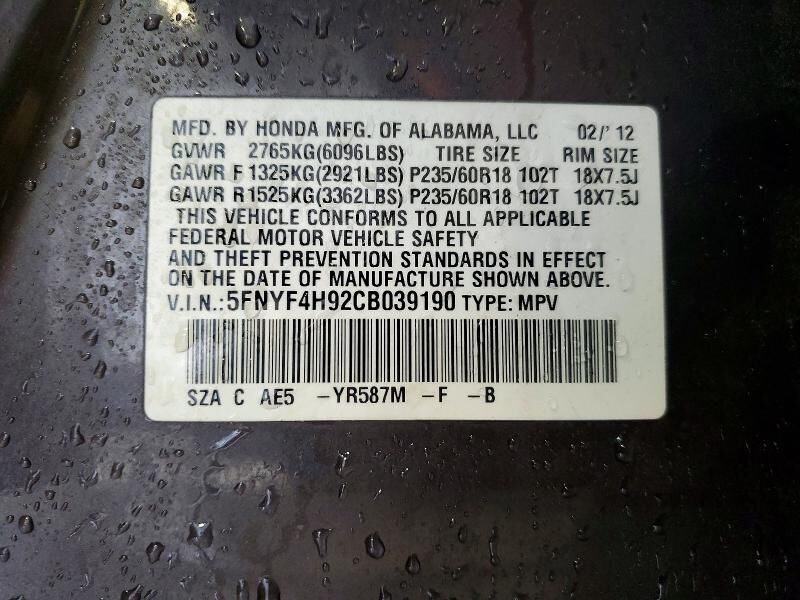 MFD. BY HONDA MFG. OF ALABAMA, LLC 02/'12
GVWR 2765KG(6096LBS) TIRE SIZE RIM SIZE
GAWR F 1325KG(2921LBS) P235/60R18 102T 18X7.5J
GAWR R 1525KG(3362LBS) P235/60R18 102T 18X7.5J
THIS VEHICLE CONFORMS TO ALL APPLICABLE
FEDERAL MOTOR VEHICLE SAFETY
AND THEFT PREVENTION STANDARDS IN EFFECT
ON THE DATE OF MANUFACTURE SHOWN ABOVE.
V.I.N.: 5FNYF4H92CB039190 TYPE: MPV
SZA C AE5 -YR587M -F -B